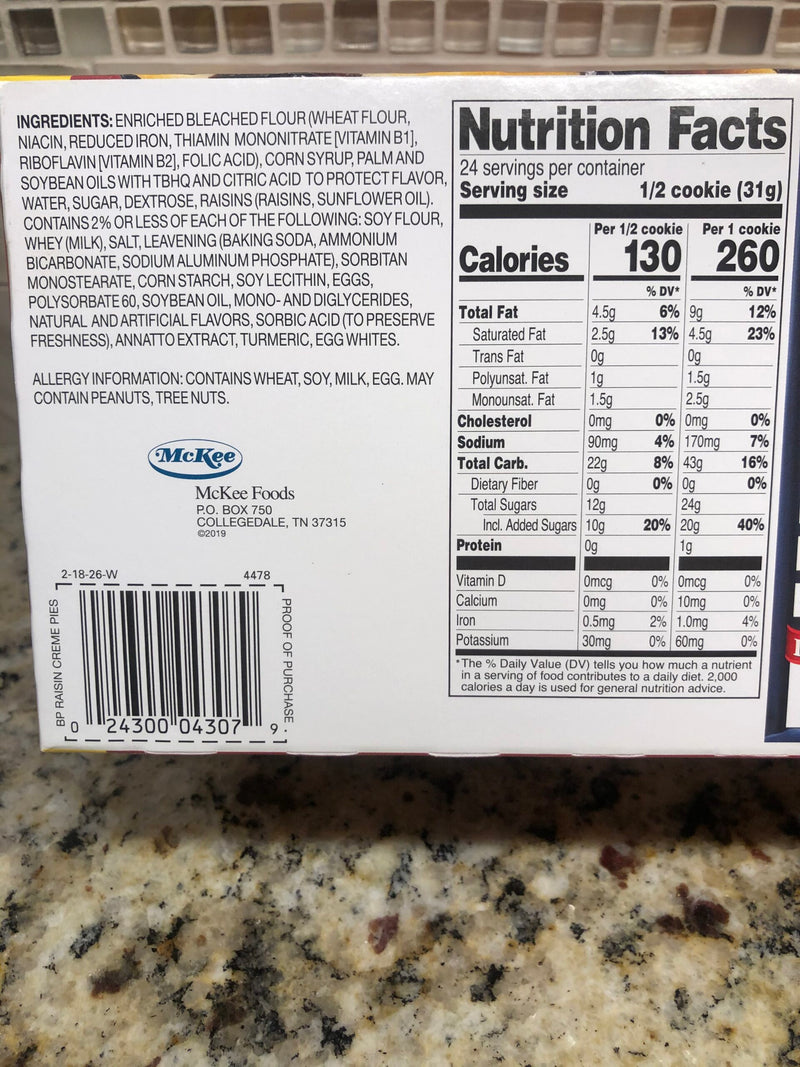 INGREDIENTS: ENRICHED BLEACHED FLOUR (WHEAT FLOUR,
NIACIN, REDUCED IRON, THIAMIN MONONITRATE [VITAMIN B1],
RIBOFLAVIN [VITAMIN B2], FOLIC ACID), CORN SYRUP, PALM AND
SOYBEAN OILS WITH TBHQ AND CITRIC ACID TO PROTECT FLAVOR,
WATER, SUGAR, DEXTROSE, RAISINS (RAISINS, SUNFLOWER OIL).
CONTAINS 2% OR LESS OF EACH OF THE FOLLOWING: SOY FLOUR,
WHEY (MILK), SALT, LEAVENING (BAKING SODA, AMMONIUM
BICARBONATE, SODIUM ALUMINUM PHOSPHATE), SORBITAN
MONOSTEARATE, CORN STARCH, SOY LECITHIN, EGGS,
POLYSORBATE 60, SOYBEAN OIL, MONO- AND DIGLYCERIDES,
NATURAL AND ARTIFICIAL FLAVORS, SORBIC ACID (TO PRESERVE
FRESHNESS), ANNATTO EXTRACT, TURMERIC, EGG WHITES.
ALLERGY INFORMATION: CONTAINS WHEAT, SOY, MILK, EGG. MAY
CONTAIN PEANUTS, TREE NUTS.
McKee
McKee Foods
P.O. BOX 750
COLLEGEDALE, TN 37315
©2019
2-18-26-W 4478
BP RAISIN CREME PIES
PROOF OF PURCHASE
0 24300 04307 9
Nutrition Facts
24 servings per container
Serving size 1/2 cookie (31g)
Per 1/2 cookie Per 1 cookie
Calories 130 260
% DV* % DV*
Total Fat 4.5g 6% 9g 12%
Saturated Fat 2.5g 13% 4.5g 23%
Trans Fat 0g 0g
Polyunsat. Fat 1g 1.5g
Monounsat. Fat 1.5g 2.5g
Cholesterol 0mg 0% 0mg 0%
Sodium 90mg 4% 170mg 7%
Total Carb. 22g 8% 43g 16%
Dietary Fiber 0g 0% 0g 0%
Total Sugars 12g 24g
Incl. Added Sugars 10g 20% 20g 40%
Protein 0g 1g
Vitamin D 0mcg 0% 0mcg 0%
Calcium 0mg 0% 10mg 0%
Iron 0.5mg 2% 1.0mg 4%
Potassium 30mg 0% 60mg 0%
*The % Daily Value (DV) tells you how much a nutrient
in a serving of food contributes to a daily diet. 2,000
calories a day is used for general nutrition advice.